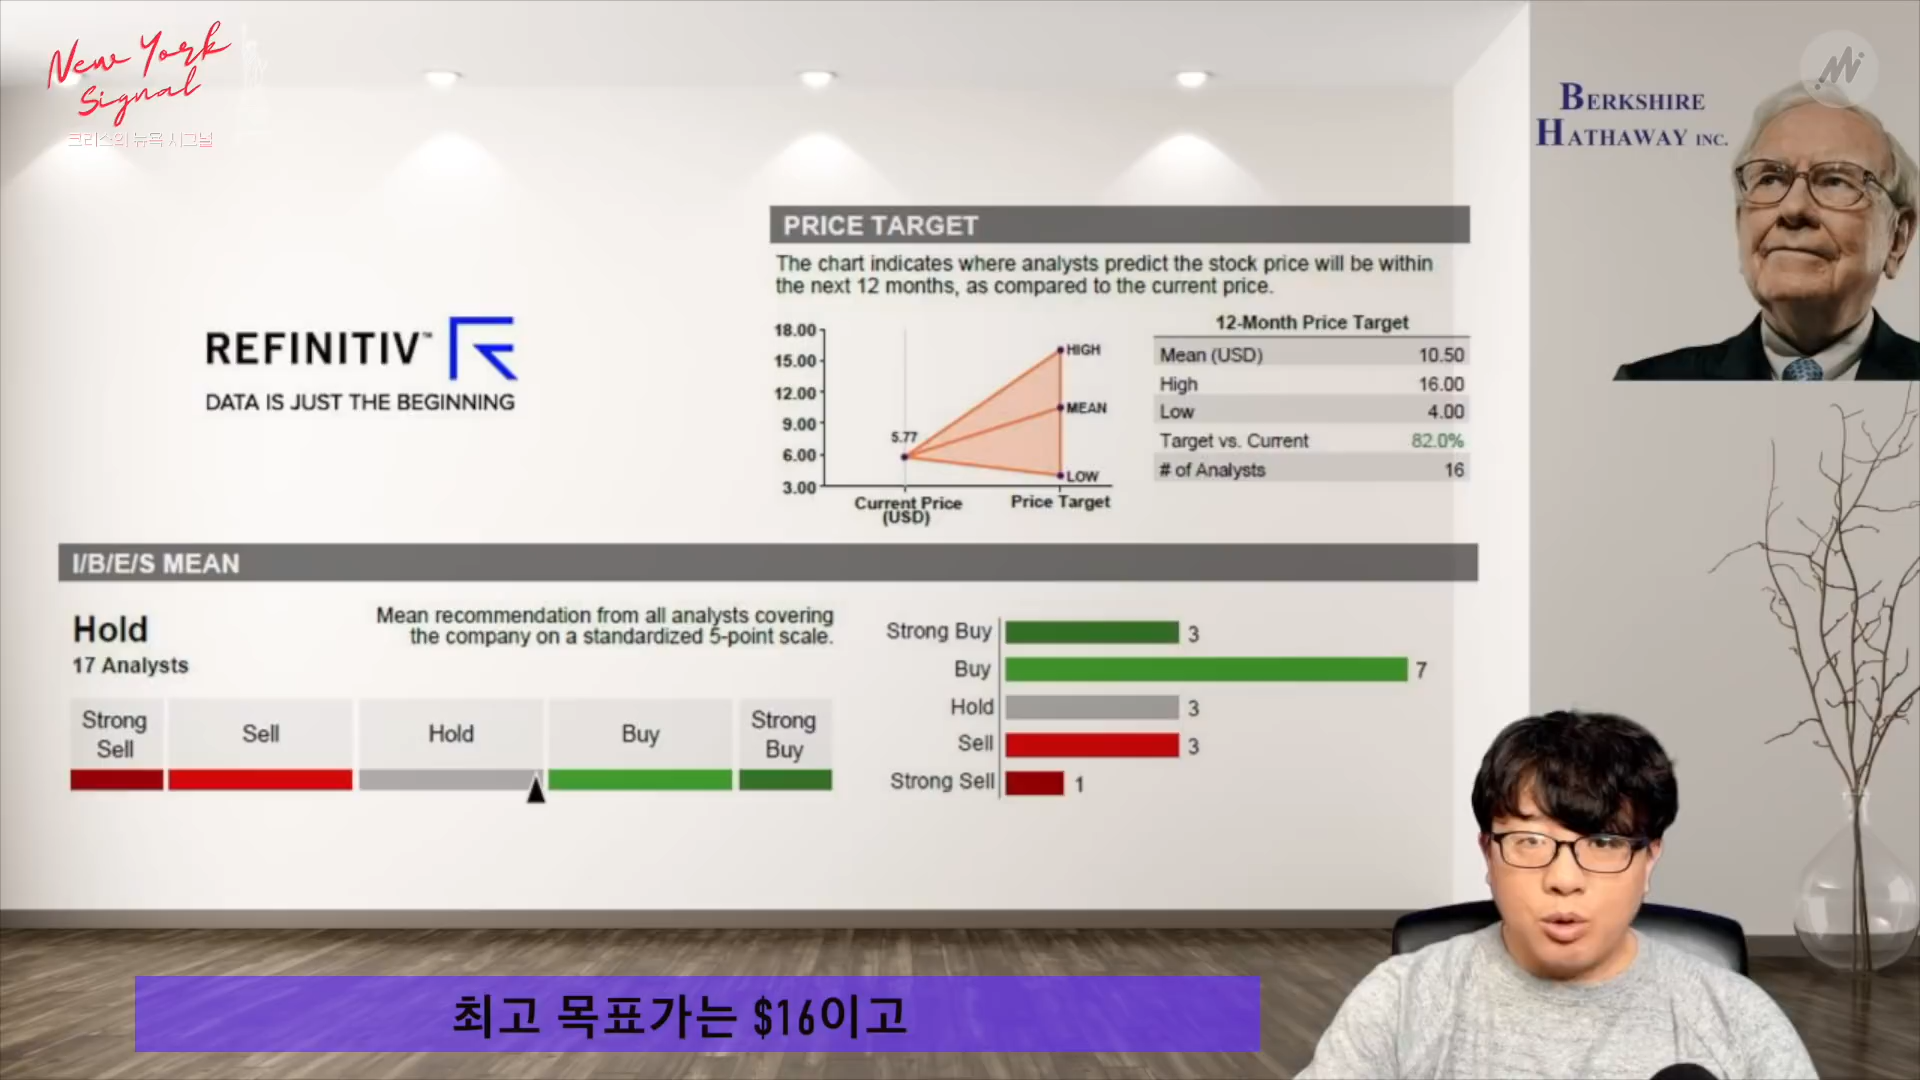 New York
Signal
크리스의 뉴욕 시그널
BERKSHIRE
HATHAWAY INC.
REFINITIV™
DATA IS JUST THE BEGINNING
PRICE TARGET
The chart indicates where analysts predict the stock price will be within
the next 12 months, as compared to the current price.
18.00
15.00
12.00
9.00
6.00
3.00
5.77
HIGH
MEAN
LOW
Current Price
(USD)
Price Target
12-Month Price Target
Mean (USD) 10.50
High 16.00
Low 4.00
Target vs. Current 82.0%
# of Analysts 16
I/B/E/S MEAN
Hold
17 Analysts
Mean recommendation from all analysts covering
the company on a standardized 5-point scale.
Strong
Sell
Sell
Hold
Buy
Strong
Buy
Strong Buy 3
Buy 7
Hold 3
Sell 3
Strong Sell 1
최고 목표가는 $16이고